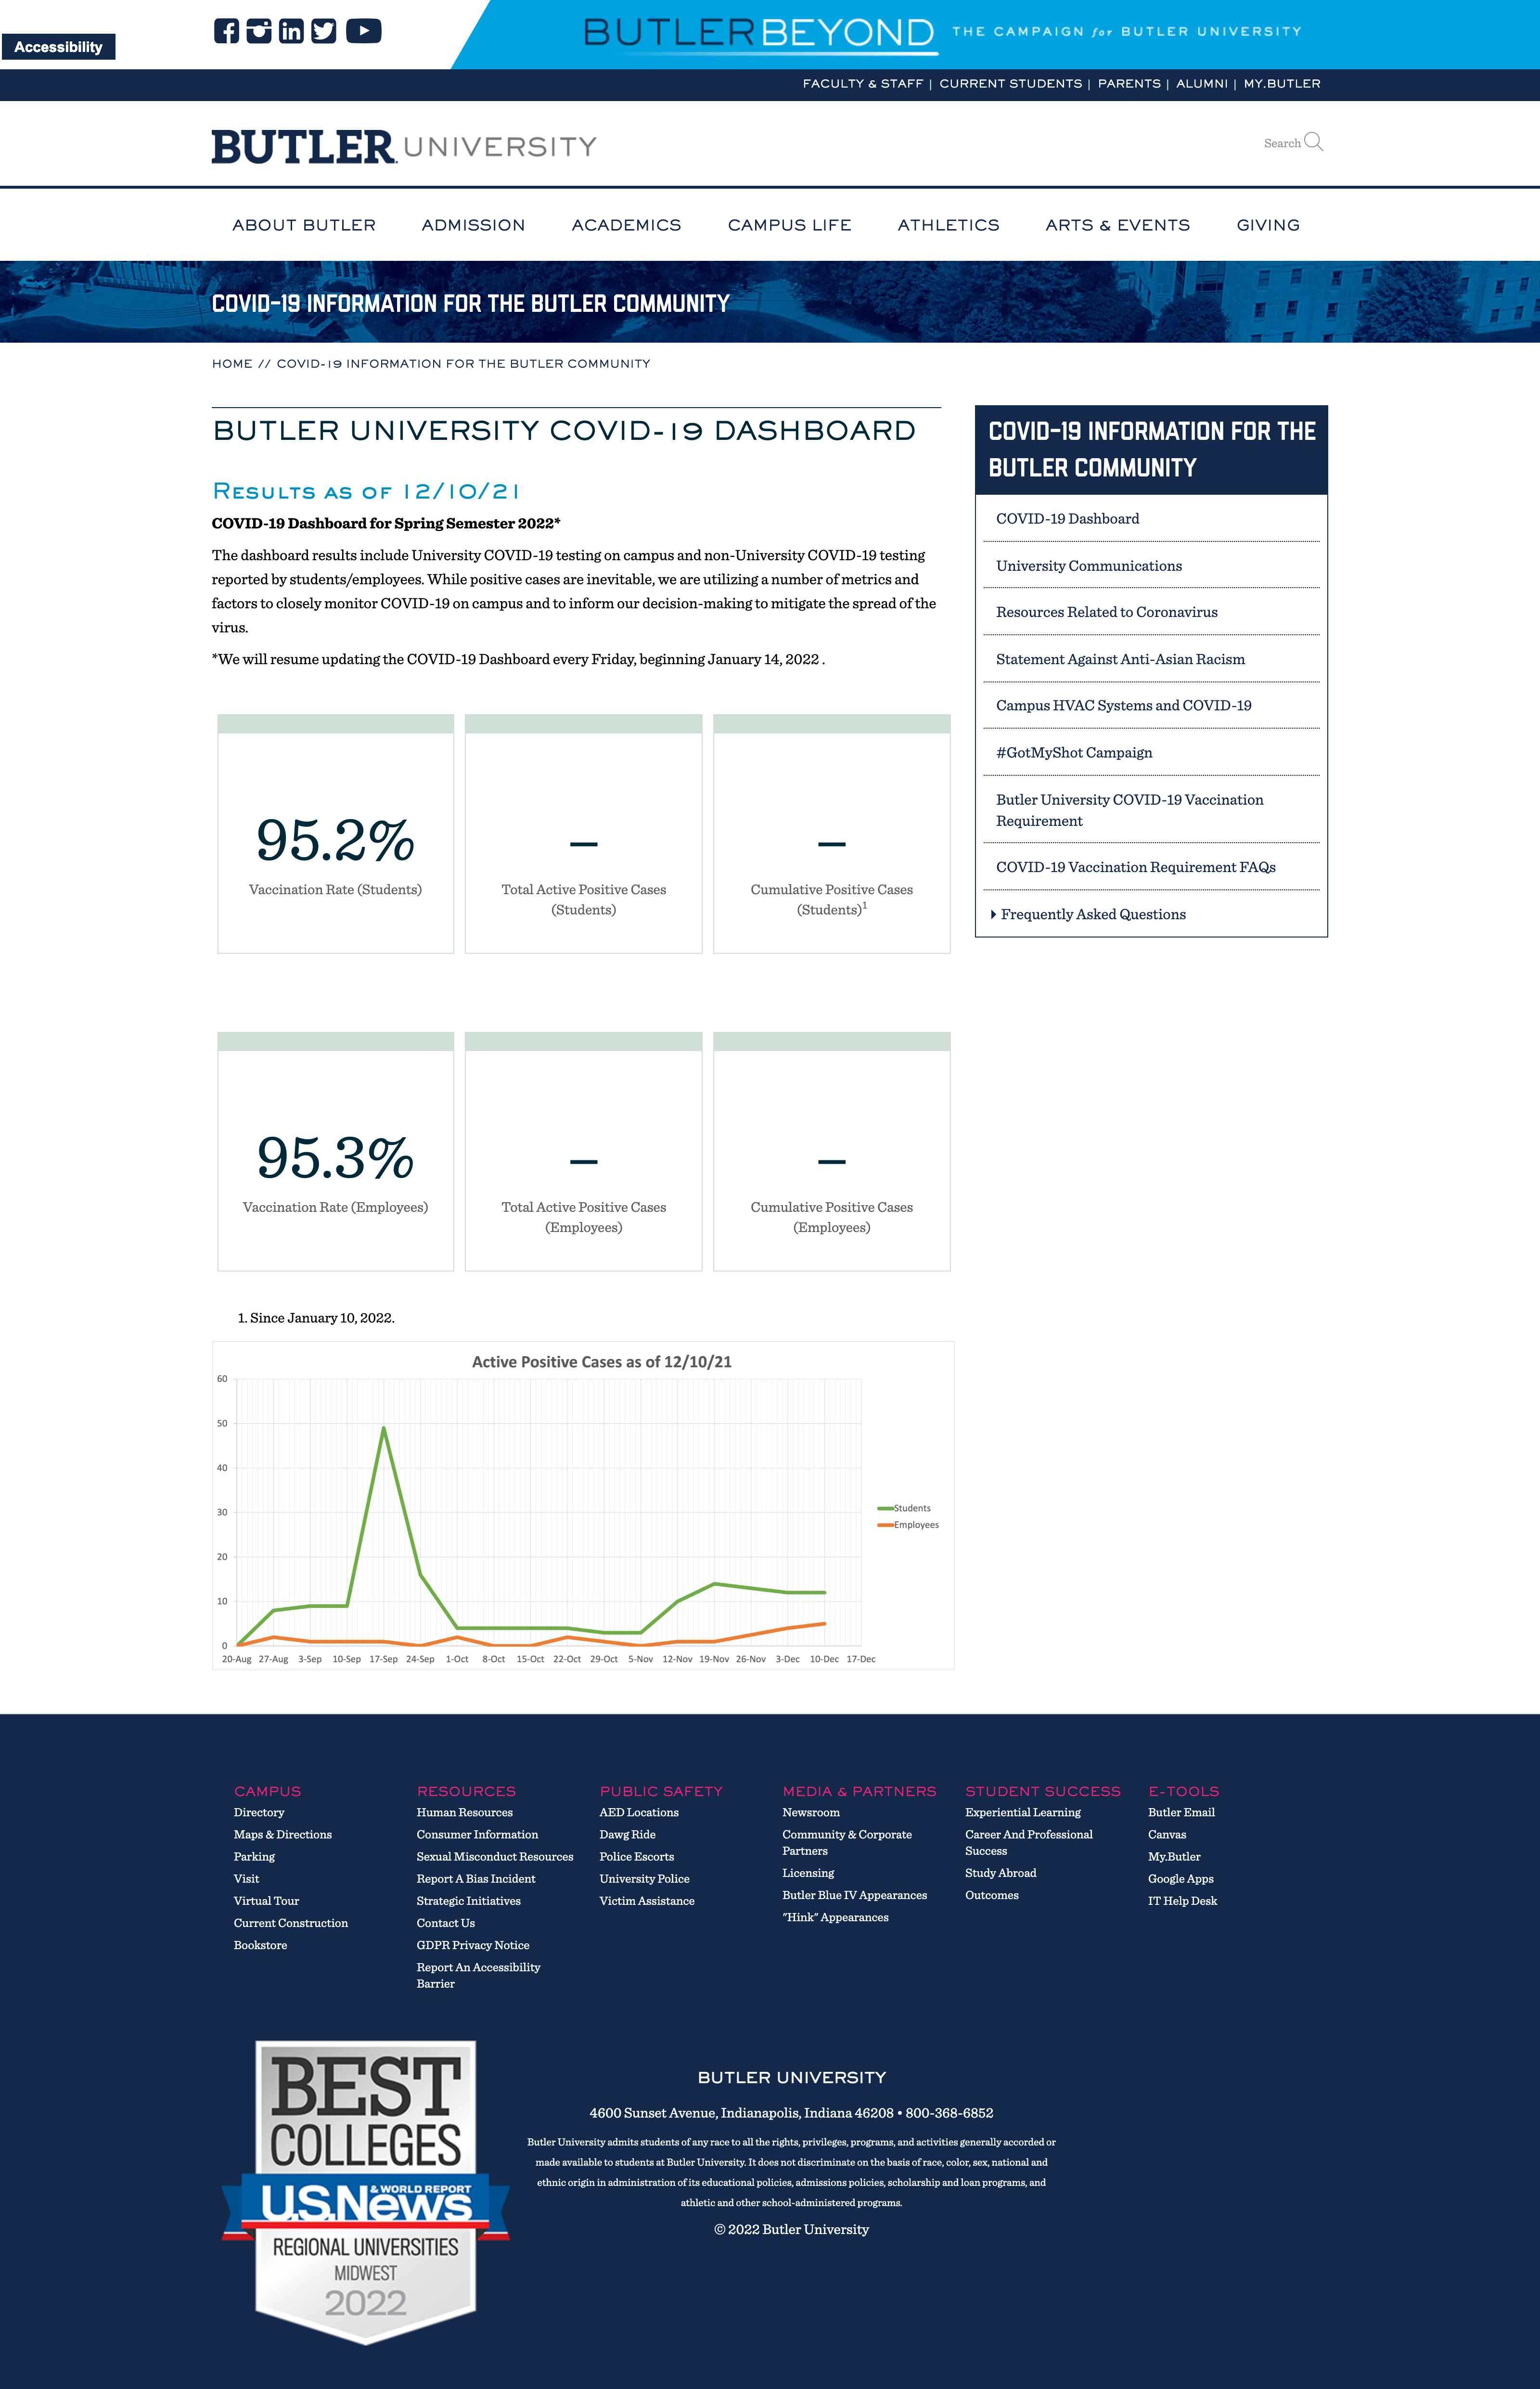 Accessibility
BUTLER BEYOND THE CAMPAIGN for BUTLER UNIVERSITY
FACULTY & STAFF | CURRENT STUDENTS | PARENTS | ALUMNI | MY.BUTLER
BUTLER UNIVERSITY
Search
ABOUT BUTLER ADMISSION ACADEMICS CAMPUS LIFE ATHLETICS ARTS & EVENTS GIVING
COVID-19 INFORMATION FOR THE BUTLER COMMUNITY
HOME // COVID-19 INFORMATION FOR THE BUTLER COMMUNITY
BUTLER UNIVERSITY COVID-19 DASHBOARD
RESULTS AS OF 12/10/21
COVID-19 Dashboard for Spring Semester 2022*
The dashboard results include University COVID-19 testing on campus and non-University COVID-19 testing
reported by students/employees. While positive cases are inevitable, we are utilizing a number of metrics and
factors to closely monitor COVID-19 on campus and to inform our decision-making to mitigate the spread of the
virus.
*We will resume updating the COVID-19 Dashboard every Friday, beginning January 14, 2022 .
95.2%
Vaccination Rate (Students)
–
Total Active Positive Cases
(Students)
–
Cumulative Positive Cases
(Students)1
95.3%
Vaccination Rate (Employees)
–
Total Active Positive Cases
(Employees)
–
Cumulative Positive Cases
(Employees)
1. Since January 10, 2022.
Active Positive Cases as of 12/10/21
60
50
40
30
20
10
0
20-Aug 27-Aug 3-Sep 10-Sep 17-Sep 24-Sep 1-Oct 8-Oct 15-Oct 22-Oct 29-Oct 5-Nov 12-Nov 19-Nov 26-Nov 3-Dec 10-Dec 17-Dec
Students
Employees
COVID-19 INFORMATION FOR THE
BUTLER COMMUNITY
COVID-19 Dashboard
University Communications
Resources Related to Coronavirus
Statement Against Anti-Asian Racism
Campus HVAC Systems and COVID-19
#GotMyShot Campaign
Butler University COVID-19 Vaccination
Requirement
COVID-19 Vaccination Requirement FAQs
Frequently Asked Questions
CAMPUS
Directory
Maps & Directions
Parking
Visit
Virtual Tour
Current Construction
Bookstore
RESOURCES
Human Resources
Consumer Information
Sexual Misconduct Resources
Report A Bias Incident
Strategic Initiatives
Contact Us
GDPR Privacy Notice
Report An Accessibility
Barrier
PUBLIC SAFETY
AED Locations
Dawg Ride
Police Escorts
University Police
Victim Assistance
MEDIA & PARTNERS
Newsroom
Community & Corporate
Partners
Licensing
Butler Blue IV Appearances
"Hink" Appearances
STUDENT SUCCESS
Experiential Learning
Career And Professional
Success
Study Abroad
Outcomes
E-TOOLS
Butler Email
Canvas
My.Butler
Google Apps
IT Help Desk
BEST
COLLEGES
U.S.News & WORLD REPORT
REGIONAL UNIVERSITIES
MIDWEST
2022
BUTLER UNIVERSITY
4600 Sunset Avenue, Indianapolis, Indiana 46208 • 800-368-6852
Butler University admits students of any race to all the rights, privileges, programs, and activities generally accorded or
made available to students at Butler University. It does not discriminate on the basis of race, color, sex, national and
ethnic origin in administration of its educational policies, admissions policies, scholarship and loan programs, and
athletic and other school-administered programs.
© 2022 Butler University